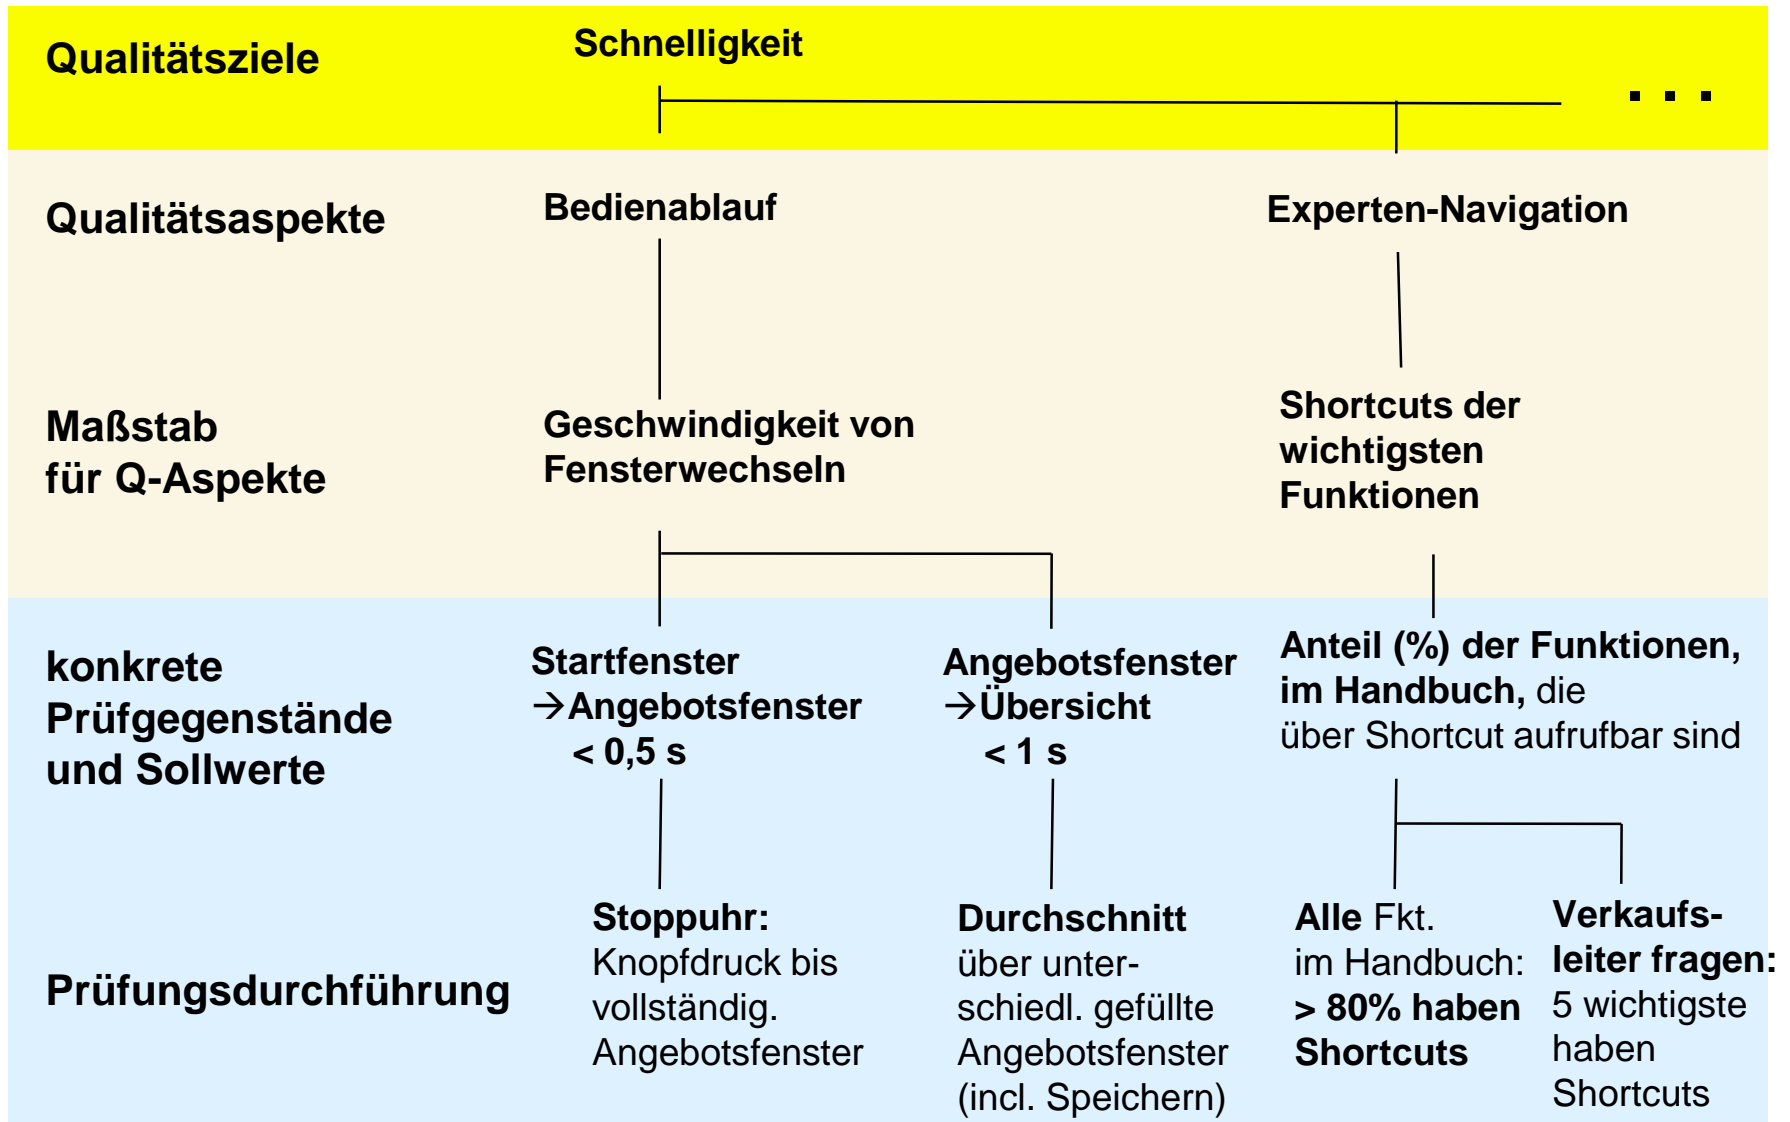 Qualitätsziele
Schnelligkeit
...
Qualitätsaspekte
Bedienablauf
Experten-Navigation
Maßstab
für Q-Aspekte
Geschwindigkeit von
Fensterwechseln
Shortcuts der
wichtigsten
Funktionen
konkrete
Prüfgegenstände
und Sollwerte
Startfenster
→Angebotsfenster
< 0,5 s
Angebotsfenster
→Übersicht
< 1 s
Anteil (%) der Funktionen,
im Handbuch, die
über Shortcut aufrufbar sind
Prüfungsdurchführung
Stoppuhr:
Knopfdruck bis
vollständig.
Angebotsfenster
Durchschnitt
über unter-
schiedl. gefüllte
Angebotsfenster
(incl. Speichern)
Alle Fkt.
im Handbuch:
> 80% haben
Shortcuts
Verkaufs-
leiter fragen:
5 wichtigste
haben
Shortcuts